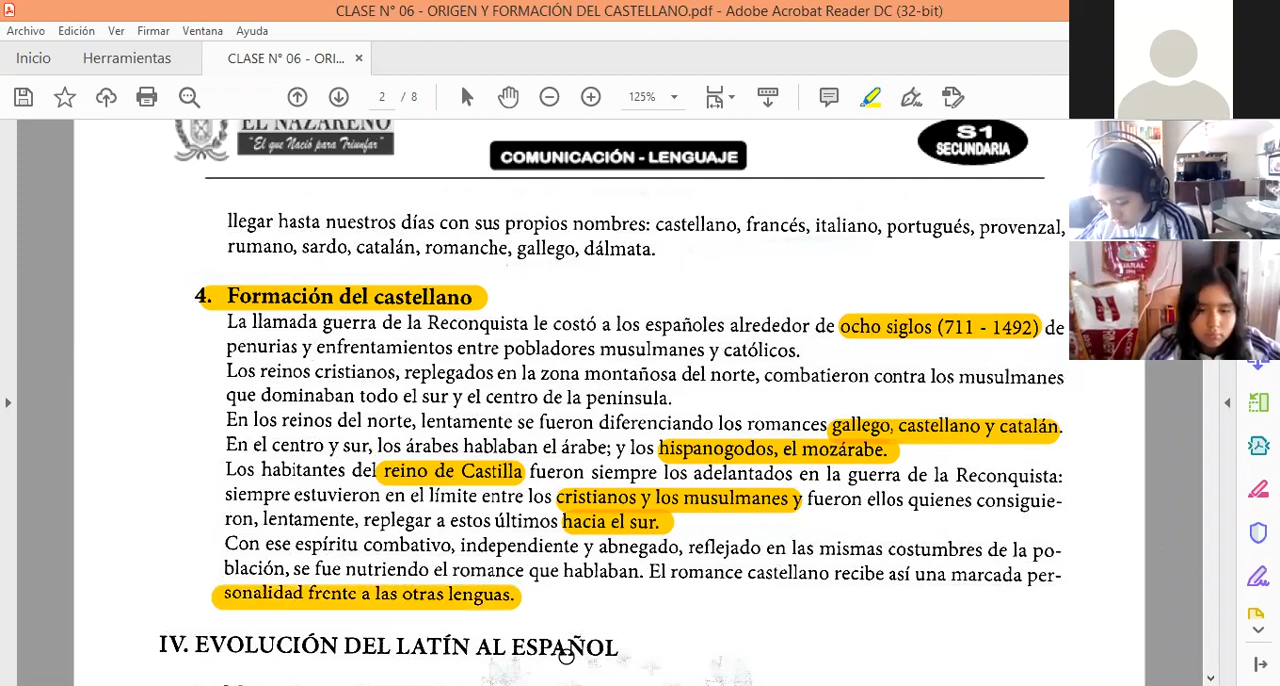 CLASE N° 06 - ORIGEN Y FORMACIÓN DEL CASTELLANO.pdf - Adobe Acrobat Reader DC (32-bit)
Archivo Edición Ver Firmar Ventana Ayuda
Inicio Herramientas CLASE N° 06 - ORI... ×
2 / 8 125%
EL NAZARENO
"El que Nació para Triunfar"
COMUNICACIÓN - LENGUAJE
S1
SECUNDARIA
llegar hasta nuestros días con sus propios nombres: castellano, francés, italiano, portugués, provenzal,
rumano, sardo, catalán, romanche, gallego, dálmata.
4. Formación del castellano
La llamada guerra de la Reconquista le costó a los españoles alrededor de ocho siglos (711 - 1492) de
penurias y enfrentamientos entre pobladores musulmanes y católicos.
Los reinos cristianos, replegados en la zona montañosa del norte, combatieron contra los musulmanes
que dominaban todo el sur y el centro de la península.
En los reinos del norte, lentamente se fueron diferenciando los romances gallego, castellano y catalán.
En el centro y sur, los árabes hablaban el árabe; y los hispanogodos, el mozárabe.
Los habitantes del reino de Castilla fueron siempre los adelantados en la guerra de la Reconquista:
siempre estuvieron en el límite entre los cristianos y los musulmanes y fueron ellos quienes consiguie-
ron, lentamente, replegar a estos últimos hacia el sur.
Con ese espíritu combativo, independiente y abnegado, reflejado en las mismas costumbres de la po-
blación, se fue nutriendo el romance que hablaban. El romance castellano recibe así una marcada per-
sonalidad frente a las otras lenguas.
IV. EVOLUCIÓN DEL LATÍN AL ESPAÑOL